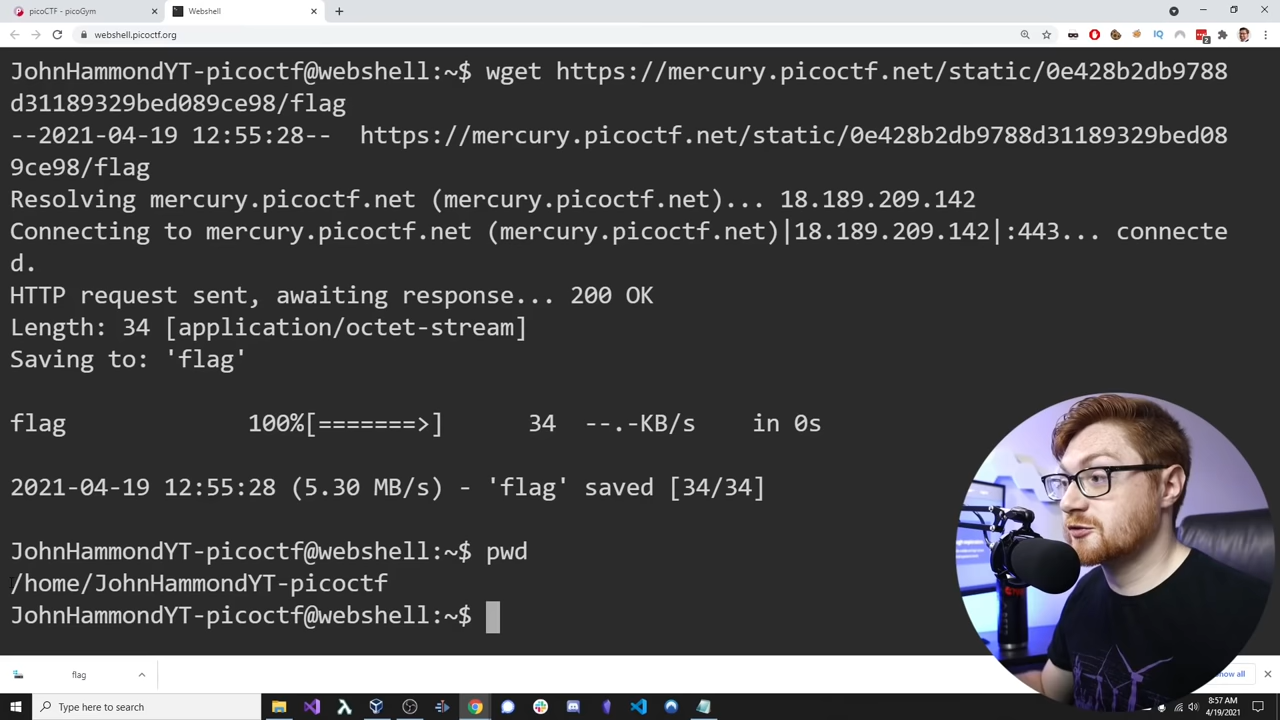 picoCTF - picoGym
Webshell
webshell.picoctf.org
JohnHammondYT-picoctf@webshell:~$ wget https://mercury.picoctf.net/static/0e428b2db9788
d31189329bed089ce98/flag
--2021-04-19 12:55:28--  https://mercury.picoctf.net/static/0e428b2db9788d31189329bed08
9ce98/flag
Resolving mercury.picoctf.net (mercury.picoctf.net)... 18.189.209.142
Connecting to mercury.picoctf.net (mercury.picoctf.net)|18.189.209.142|:443... connecte
d.
HTTP request sent, awaiting response... 200 OK
Length: 34 [application/octet-stream]
Saving to: 'flag'
flag             100%[=======>]      34  --.-KB/s    in 0s
2021-04-19 12:55:28 (5.30 MB/s) - 'flag' saved [34/34]
JohnHammondYT-picoctf@webshell:~$ pwd
/home/JohnHammondYT-picoctf
JohnHammondYT-picoctf@webshell:~$
flag
how all
Type here to search
8:57 AM
4/19/2021